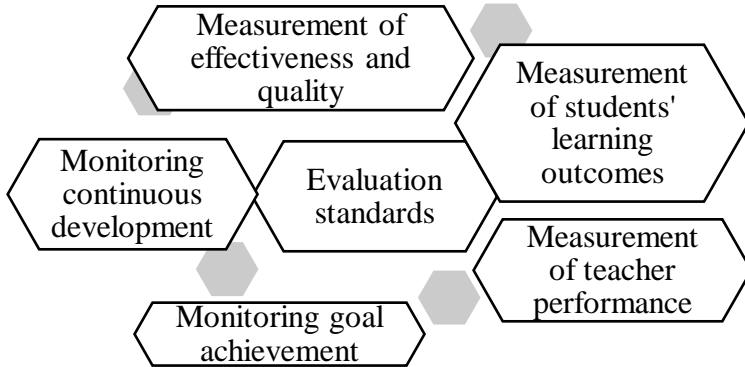 Measurement of
effectiveness and
quality
Measurement
of students'
learning
outcomes
Monitoring
continuous
development
Evaluation
standards
Measurement
of teacher
performance
Monitoring goal
achievement